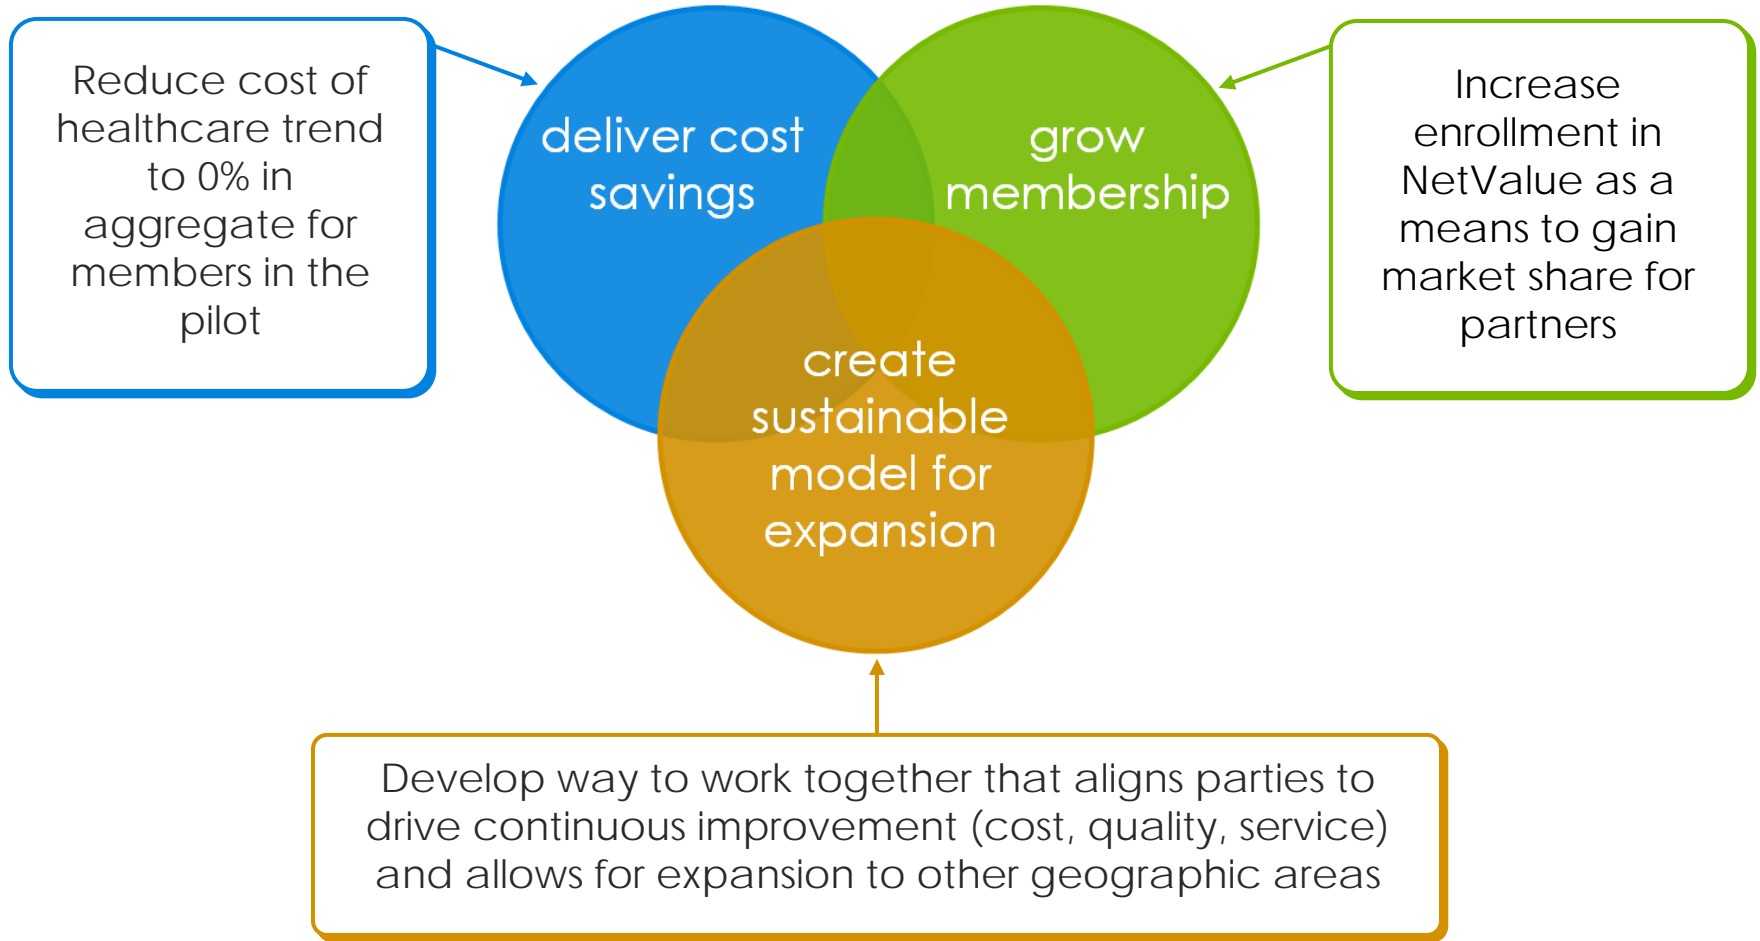 Reduce cost of
healthcare trend
to 0% in
aggregate for
members in the
pilot
deliver cost
savings
grow
membership
Increase
enrollment in
NetValue as a
means to gain
market share for
partners
create
sustainable
model for
expansion
Develop way to work together that aligns parties to
drive continuous improvement (cost, quality, service)
and allows for expansion to other geographic areas